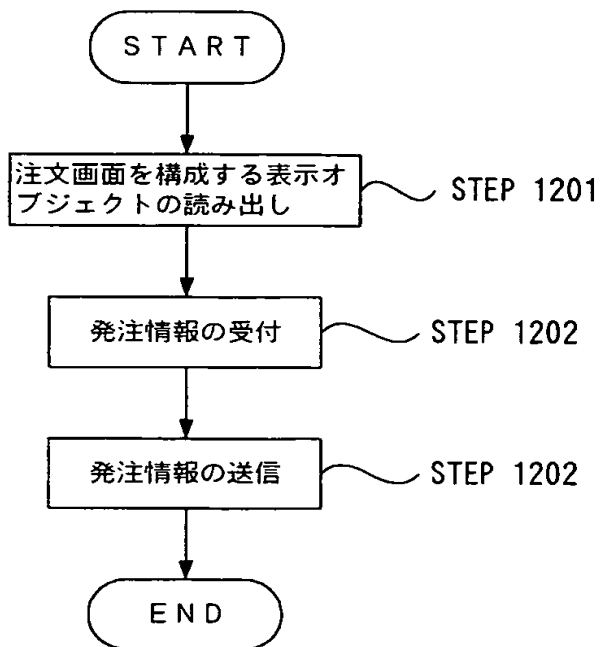 START
注文画面を構成する表示オ
ブジェクトの読み出し
STEP 1201
発注情報の受付
STEP 1202
発注情報の送信
STEP 1202
END